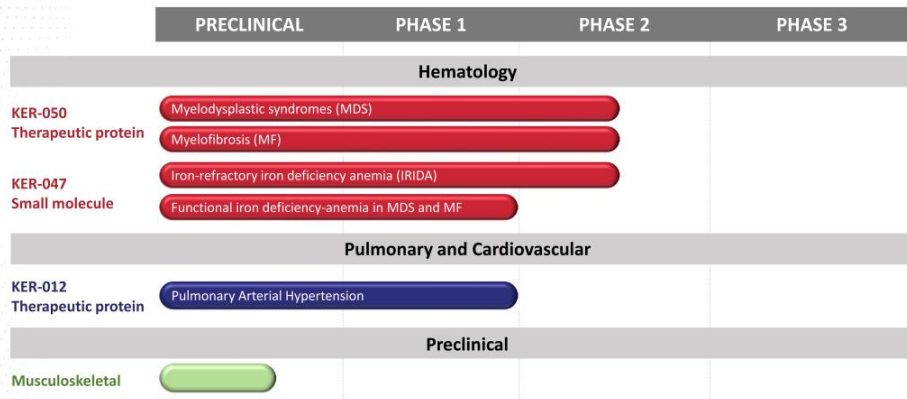 PRECLINICAL PHASE 1 PHASE 2 PHASE 3
Hematology
KER-050
Therapeutic protein
Myelodysplastic syndromes (MDS)
Myelofibrosis (MF)
KER-047
Small molecule
Iron-refractory iron deficiency anemia (IRIDA)
Functional iron deficiency-anemia in MDS and MF
Pulmonary and Cardiovascular
KER-012
Therapeutic protein
Pulmonary Arterial Hypertension
Preclinical
Musculoskeletal